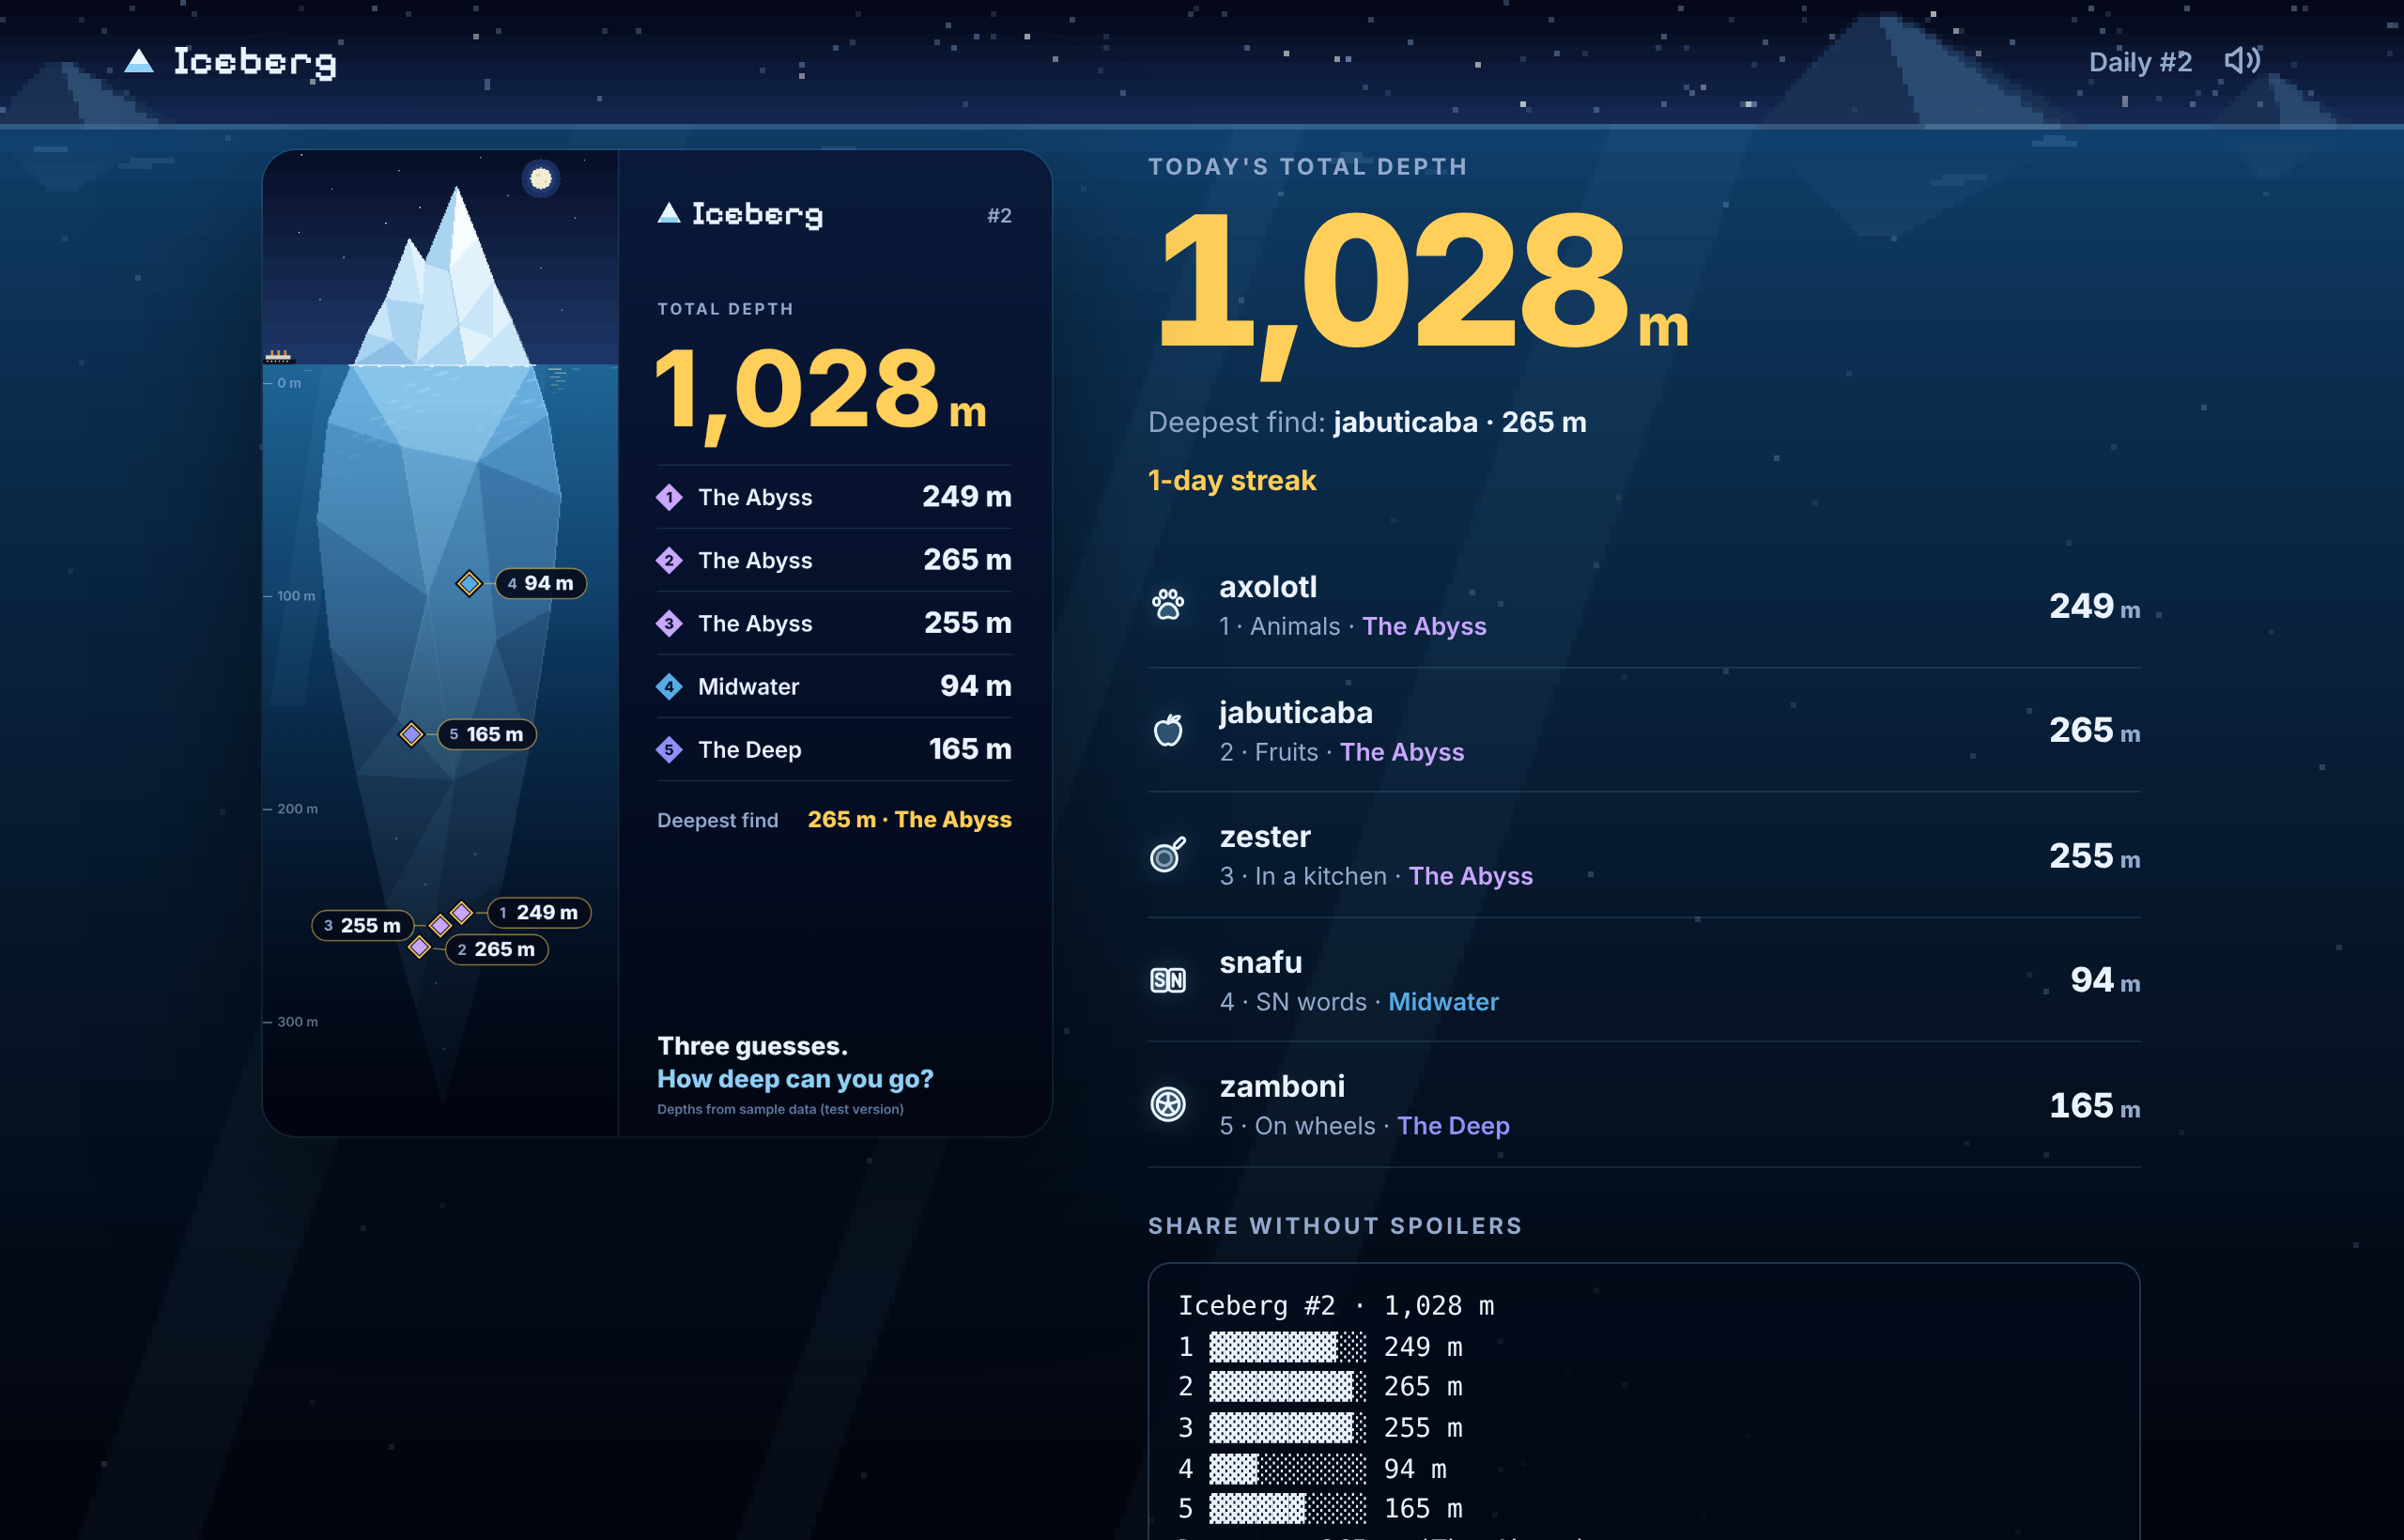 Iceberg
Daily #2
Iceberg #2
TOTAL DEPTH
1,028 m
1 The Abyss 249 m
2 The Abyss 265 m
3 The Abyss 255 m
4 Midwater 94 m
5 The Deep 165 m
Deepest find 265 m · The Abyss
Three guesses.
How deep can you go?
Depths from sample data (test version)
0 m
100 m
200 m
300 m
4 94 m
5 165 m
1 249 m
3 255 m
2 265 m
TODAY'S TOTAL DEPTH
1,028 m
Deepest find: jabuticaba · 265 m
1-day streak
axolotl
1 · Animals · The Abyss
249 m
jabuticaba
2 · Fruits · The Abyss
265 m
zester
3 · In a kitchen · The Abyss
255 m
SN
snafu
4 · SN words · Midwater
94 m
zamboni
5 · On wheels · The Deep
165 m
SHARE WITHOUT SPOILERS
Iceberg #2 · 1,028 m
1 ▓▓▓▓▓▓▓▓░░ 249 m
2 ▓▓▓▓▓▓▓▓▓░ 265 m
3 ▓▓▓▓▓▓▓▓▓░ 255 m
4 ▓▓▓░░░░░░░ 94 m
5 ▓▓▓▓▓▓░░░░ 165 m